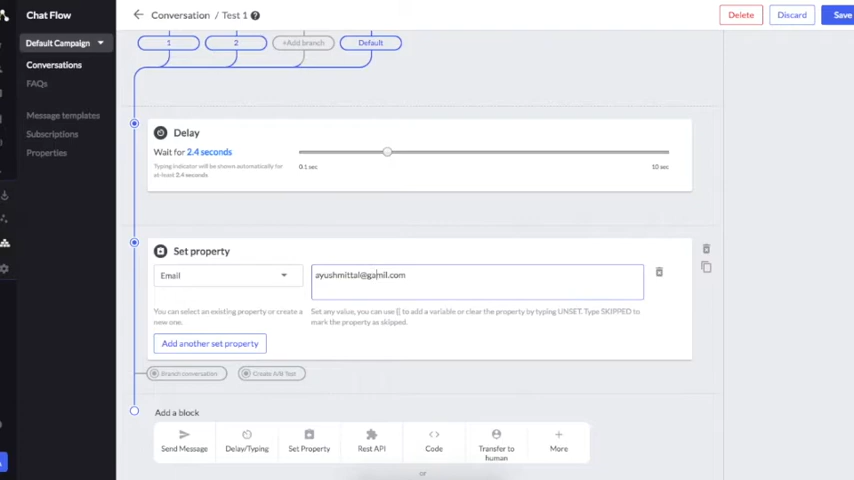 Chat Flow
Default Campaign
Conversations
FAQs
Message templates
Subscriptions
Properties
Conversation / Test 1
Delete
Discard
Save
1
2
+Add branch
Default
Delay
Wait for 2.4 seconds
Typing indicator will be shown automatically for
at-least 2.4 seconds
0.1 sec
10 sec
Set property
Email
ayushmittal@gamil.com
You can select an existing property or create a
new one.
Set any value, you can use {{ to add a variable or clear the property by typing UNSET. Type SKIPPED to
mark the property as skipped.
Add another set property
Branch conversation
Create A/B Test
Add a block
Send Message
Delay/Typing
Set Property
Rest API
Code
Transfer to
human
More
or